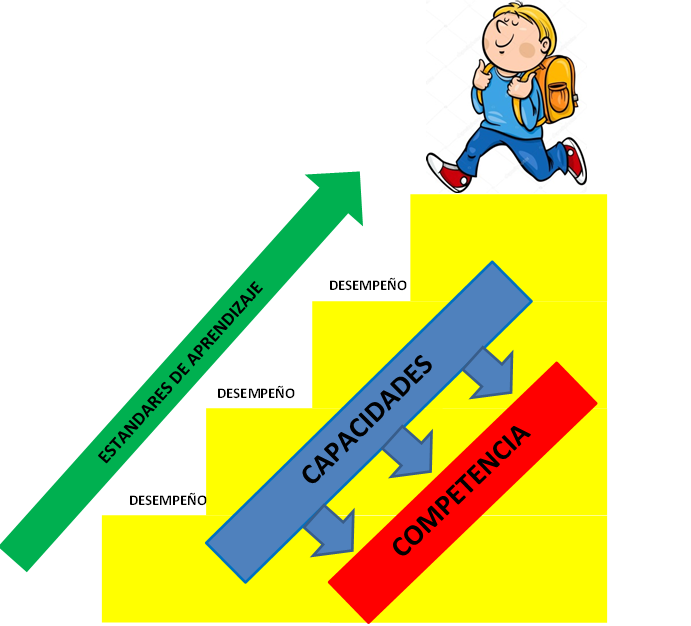 DESEMPEÑO
ESTANDARES DE APRENDIZAJE
DESEMPEÑO
CAPACIDADES
COMPETENCIA
DESEMPEÑO